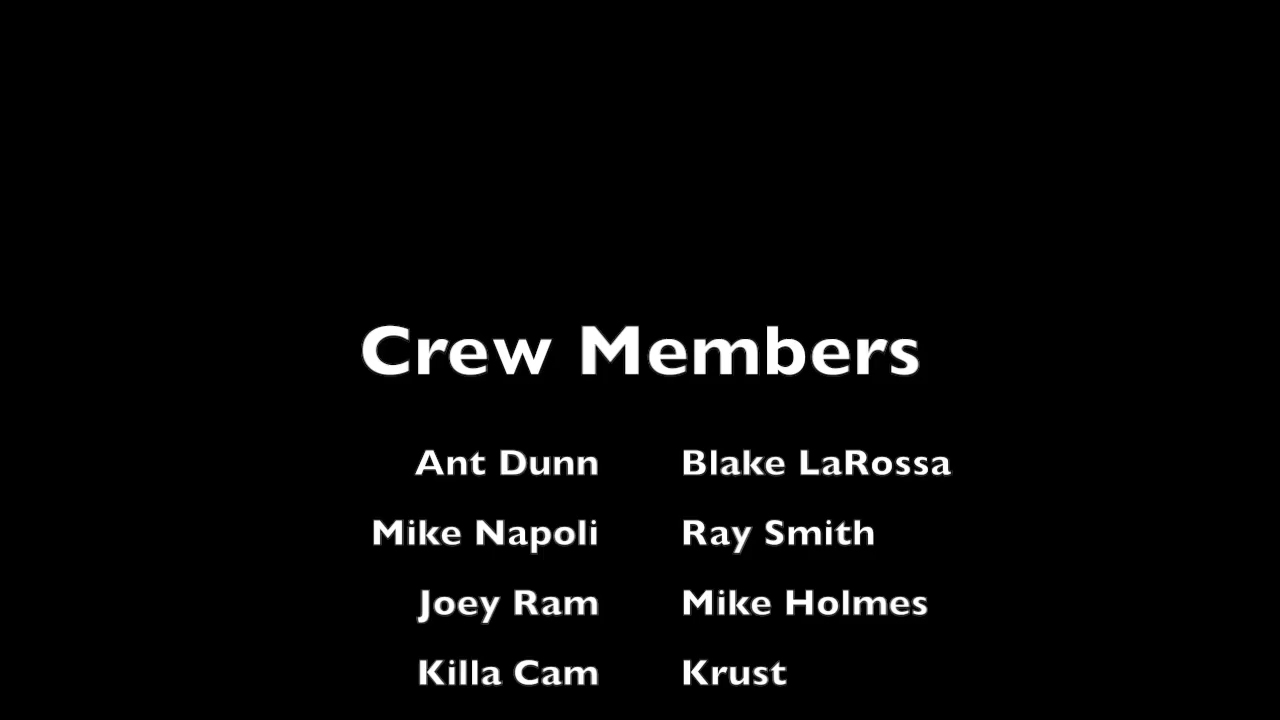 Crew Members
Ant Dunn Blake LaRossa
Mike Napoli Ray Smith
Joey Ram Mike Holmes
Killa Cam Krust